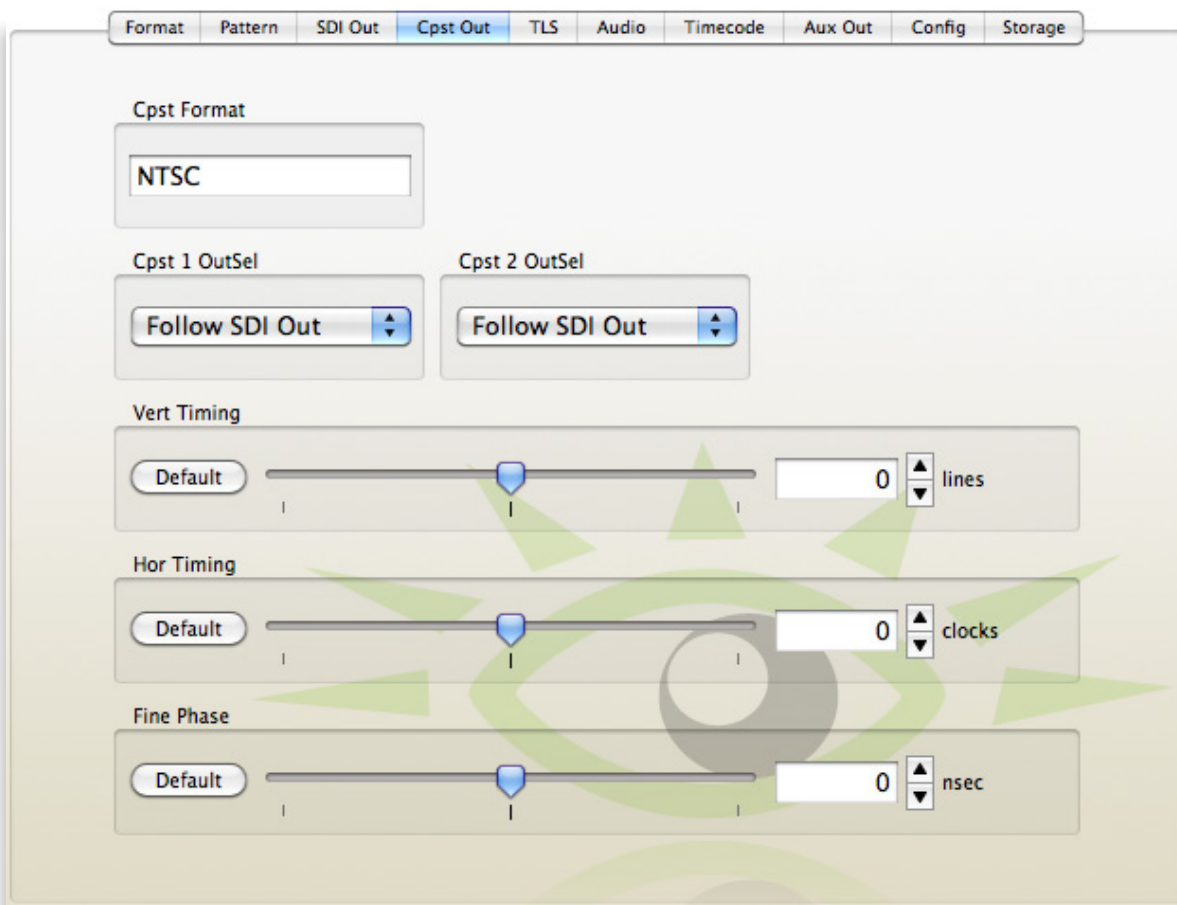 Format Pattern SDI Out Cpst Out TLS Audio Timecode Aux Out Config Storage
Cpst Format
NTSC
Cpst 1 OutSel Cpst 2 OutSel
Follow SDI Out Follow SDI Out
Vert Timing
Default 0 lines
Hor Timing
Default 0 clocks
Fine Phase
Default 0 nsec